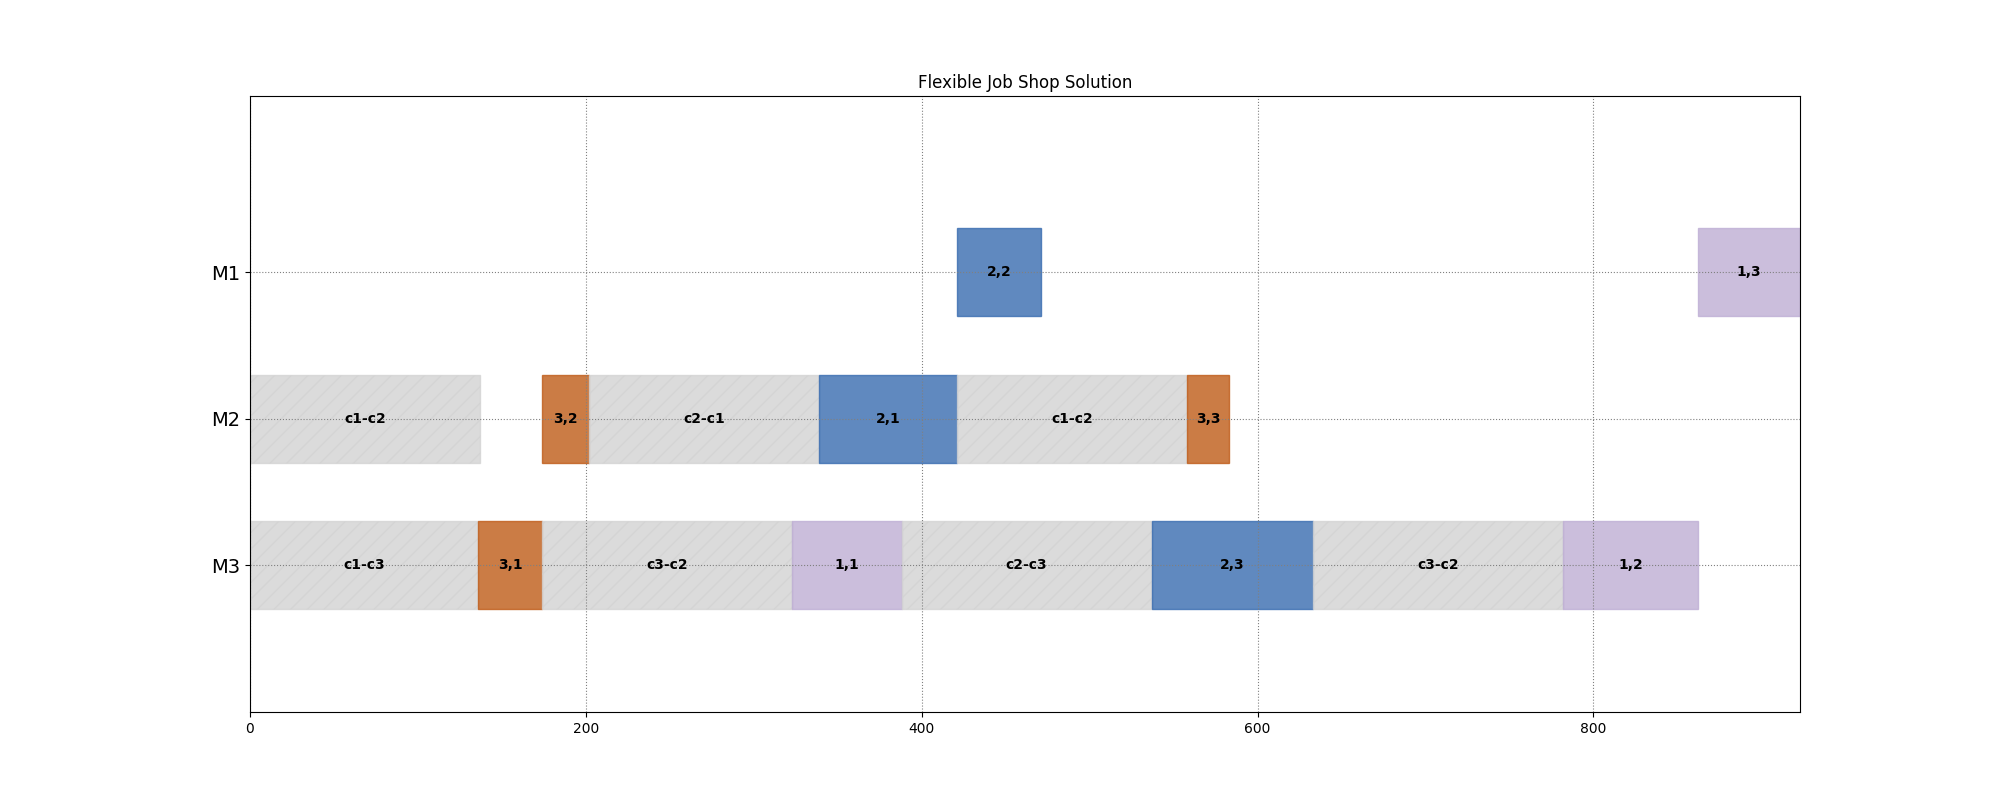 Flexible Job Shop Solution
M1
2,2
1,3
M2
c1-c2
3,2
c2-c1
2,1
c1-c2
3,3
M3
c1-c3
3,1
c3-c2
1,1
c2-c3
2,3
c3-c2
1,2
0
200
400
600
800